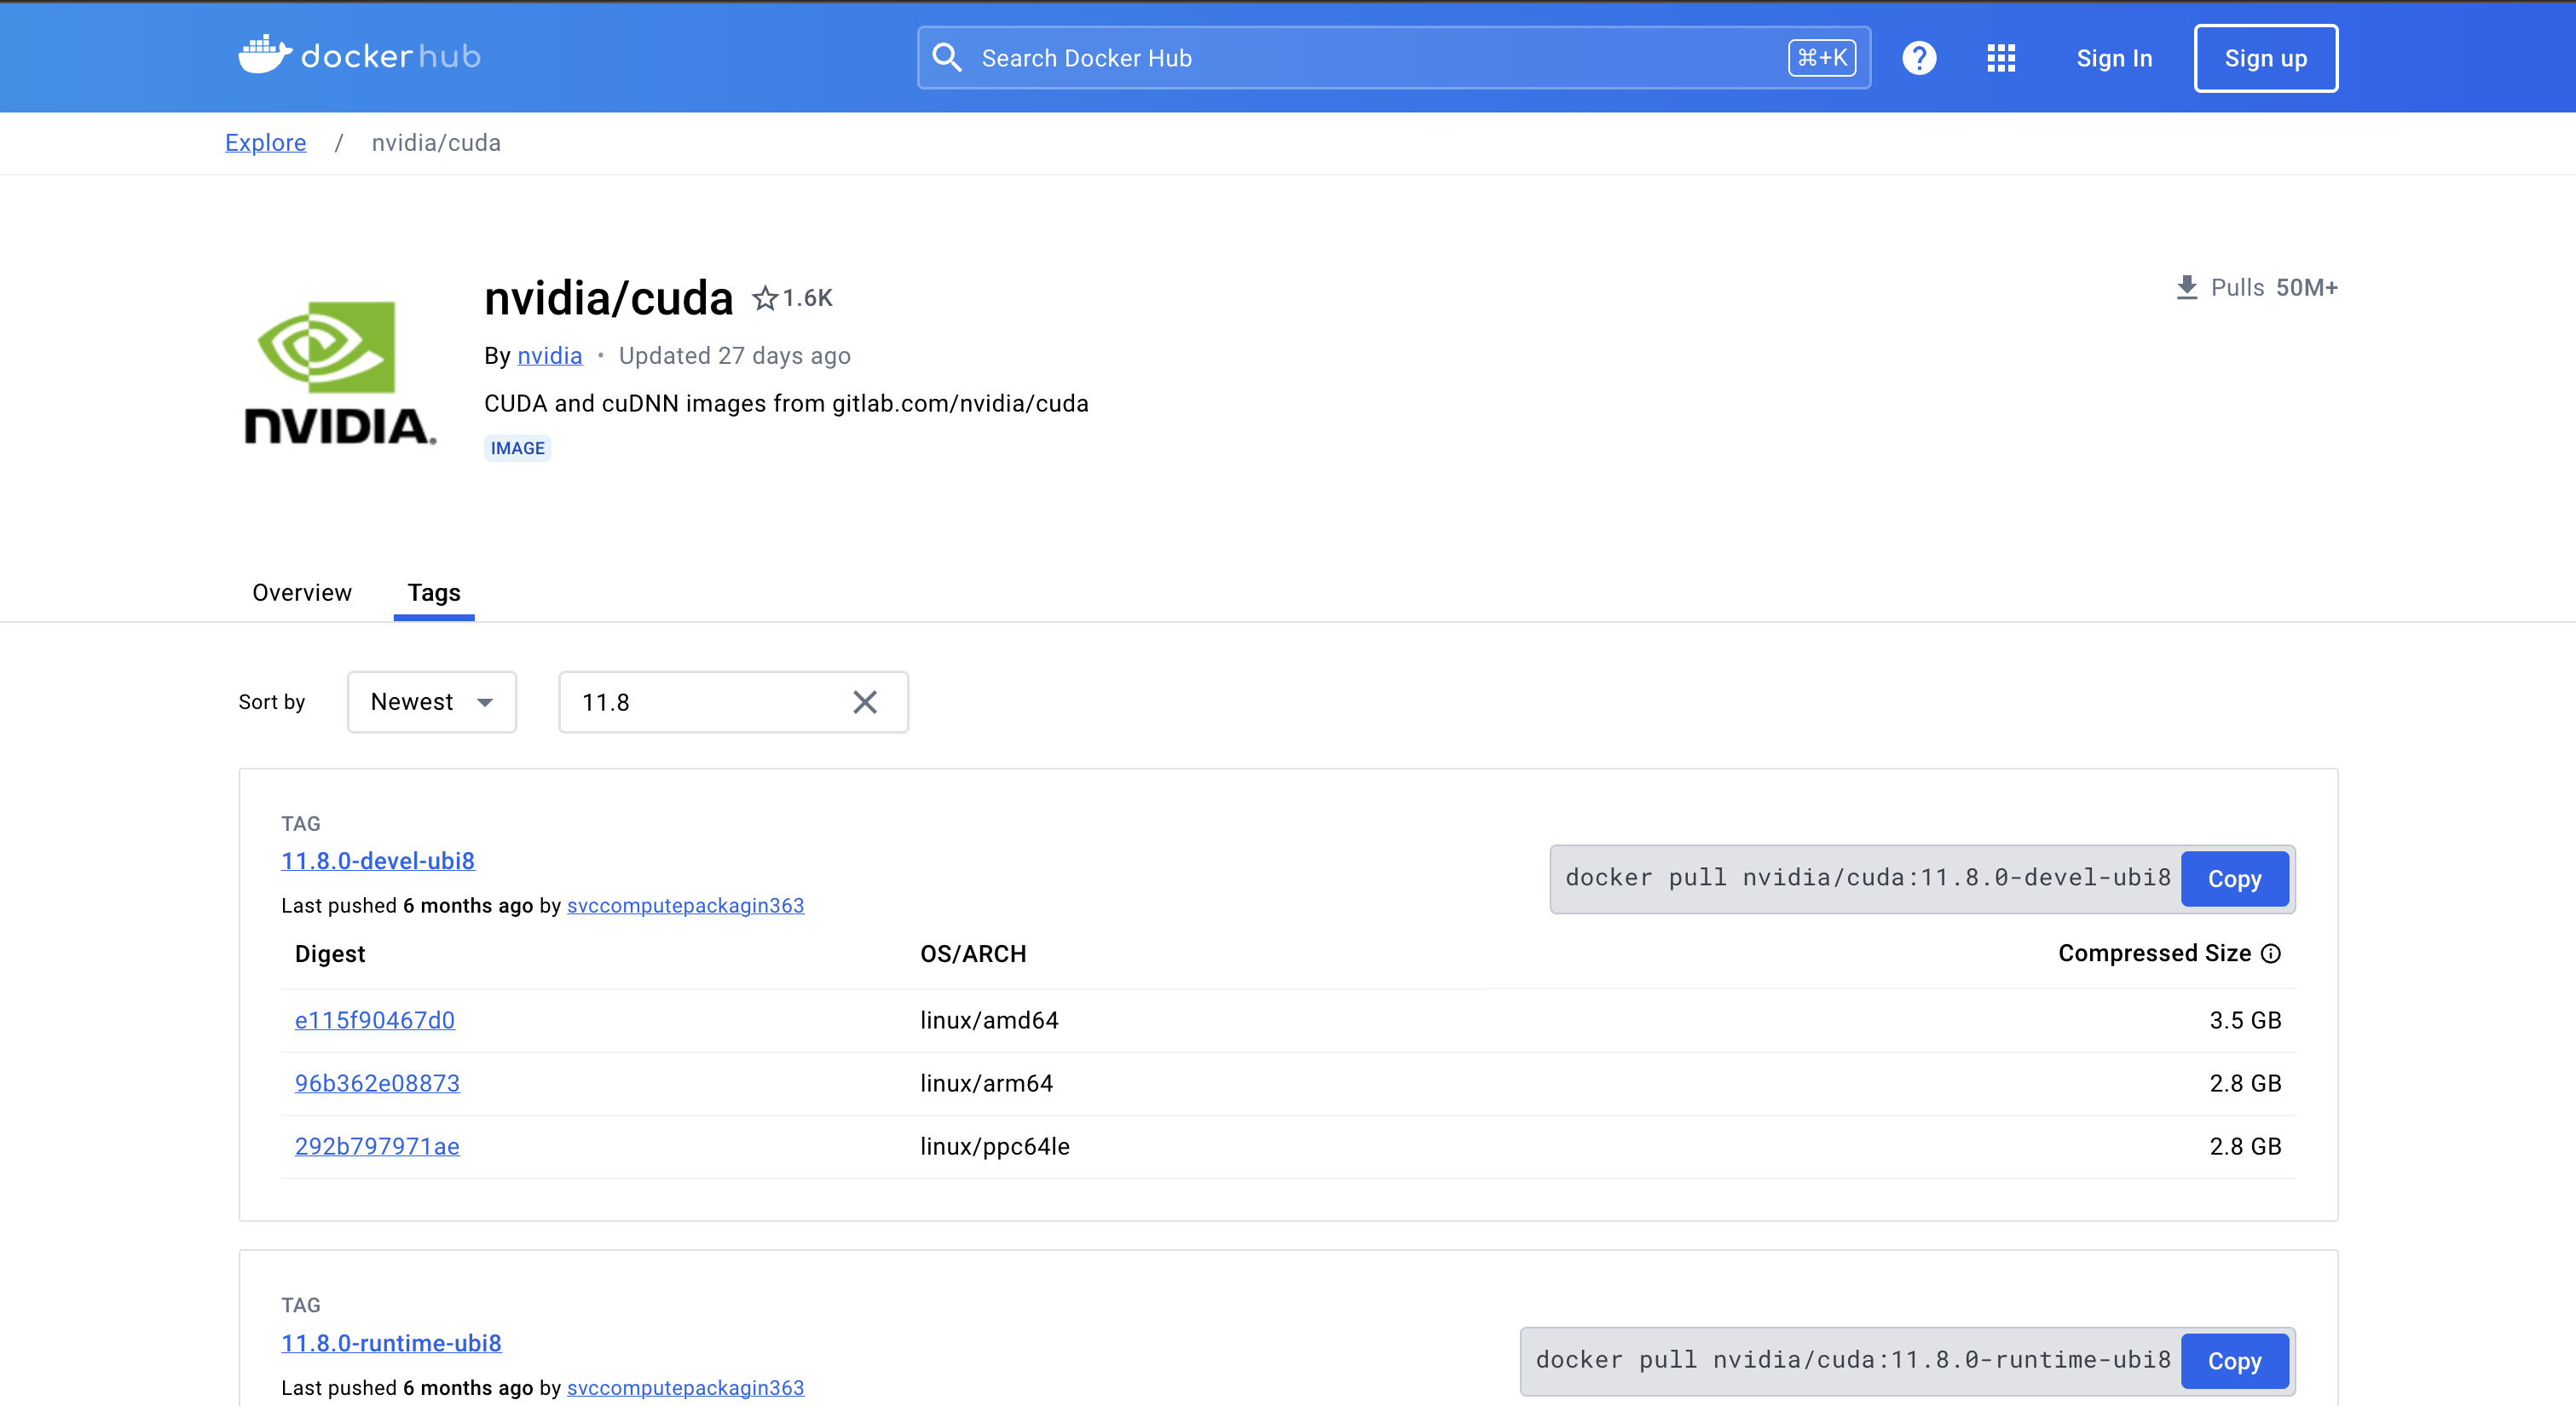 dockerhub
Search Docker Hub
⌘+K
?
Sign In
Sign up
Explore / nvidia/cuda
NVIDIA.
nvidia/cuda 1.6K
Pulls 50M+
By nvidia • Updated 27 days ago
CUDA and cuDNN images from gitlab.com/nvidia/cuda
IMAGE
Overview
Tags
Sort by
Newest
11.8
TAG
11.8.0-devel-ubi8
Last pushed 6 months ago by svccomputepackagin363
docker pull nvidia/cuda:11.8.0-devel-ubi8
Copy
Digest OS/ARCH Compressed Size
e115f90467d0 linux/amd64 3.5 GB
96b362e08873 linux/arm64 2.8 GB
292b797971ae linux/ppc64le 2.8 GB
TAG
11.8.0-runtime-ubi8
Last pushed 6 months ago by svccomputepackagin363
docker pull nvidia/cuda:11.8.0-runtime-ubi8
Copy